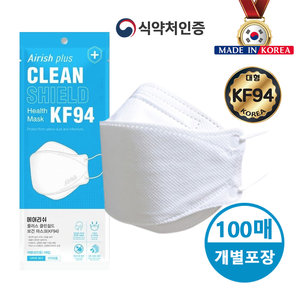 식약처인증
MADE IN KOREA
Airish plus
CLEAN
SHIELD
Health
Mask
KF94
대형
KF94
KOREA
에어리쉬
플러스 클린쉴드
보건 마스크(KF94)
100매
개별포장